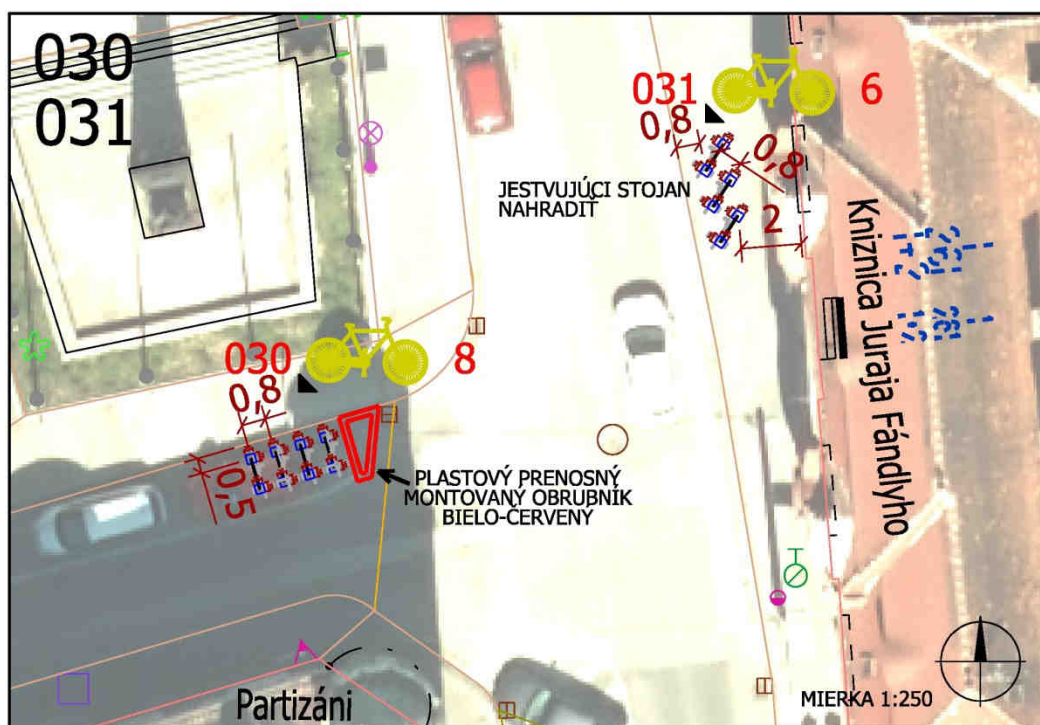 030
031
031
6
0,8
0,8
JESTVUJÚCI STOJAN
NAHRADIŤ
2
Kniznica Juraja Fándlyho
030
8
0,8
0,5
PLASTOVÝ PRENOSNÝ
MONTOVANÝ OBRUBNÍK
BIELO-ČERVENÝ
Partizáni
MIERKA 1:250